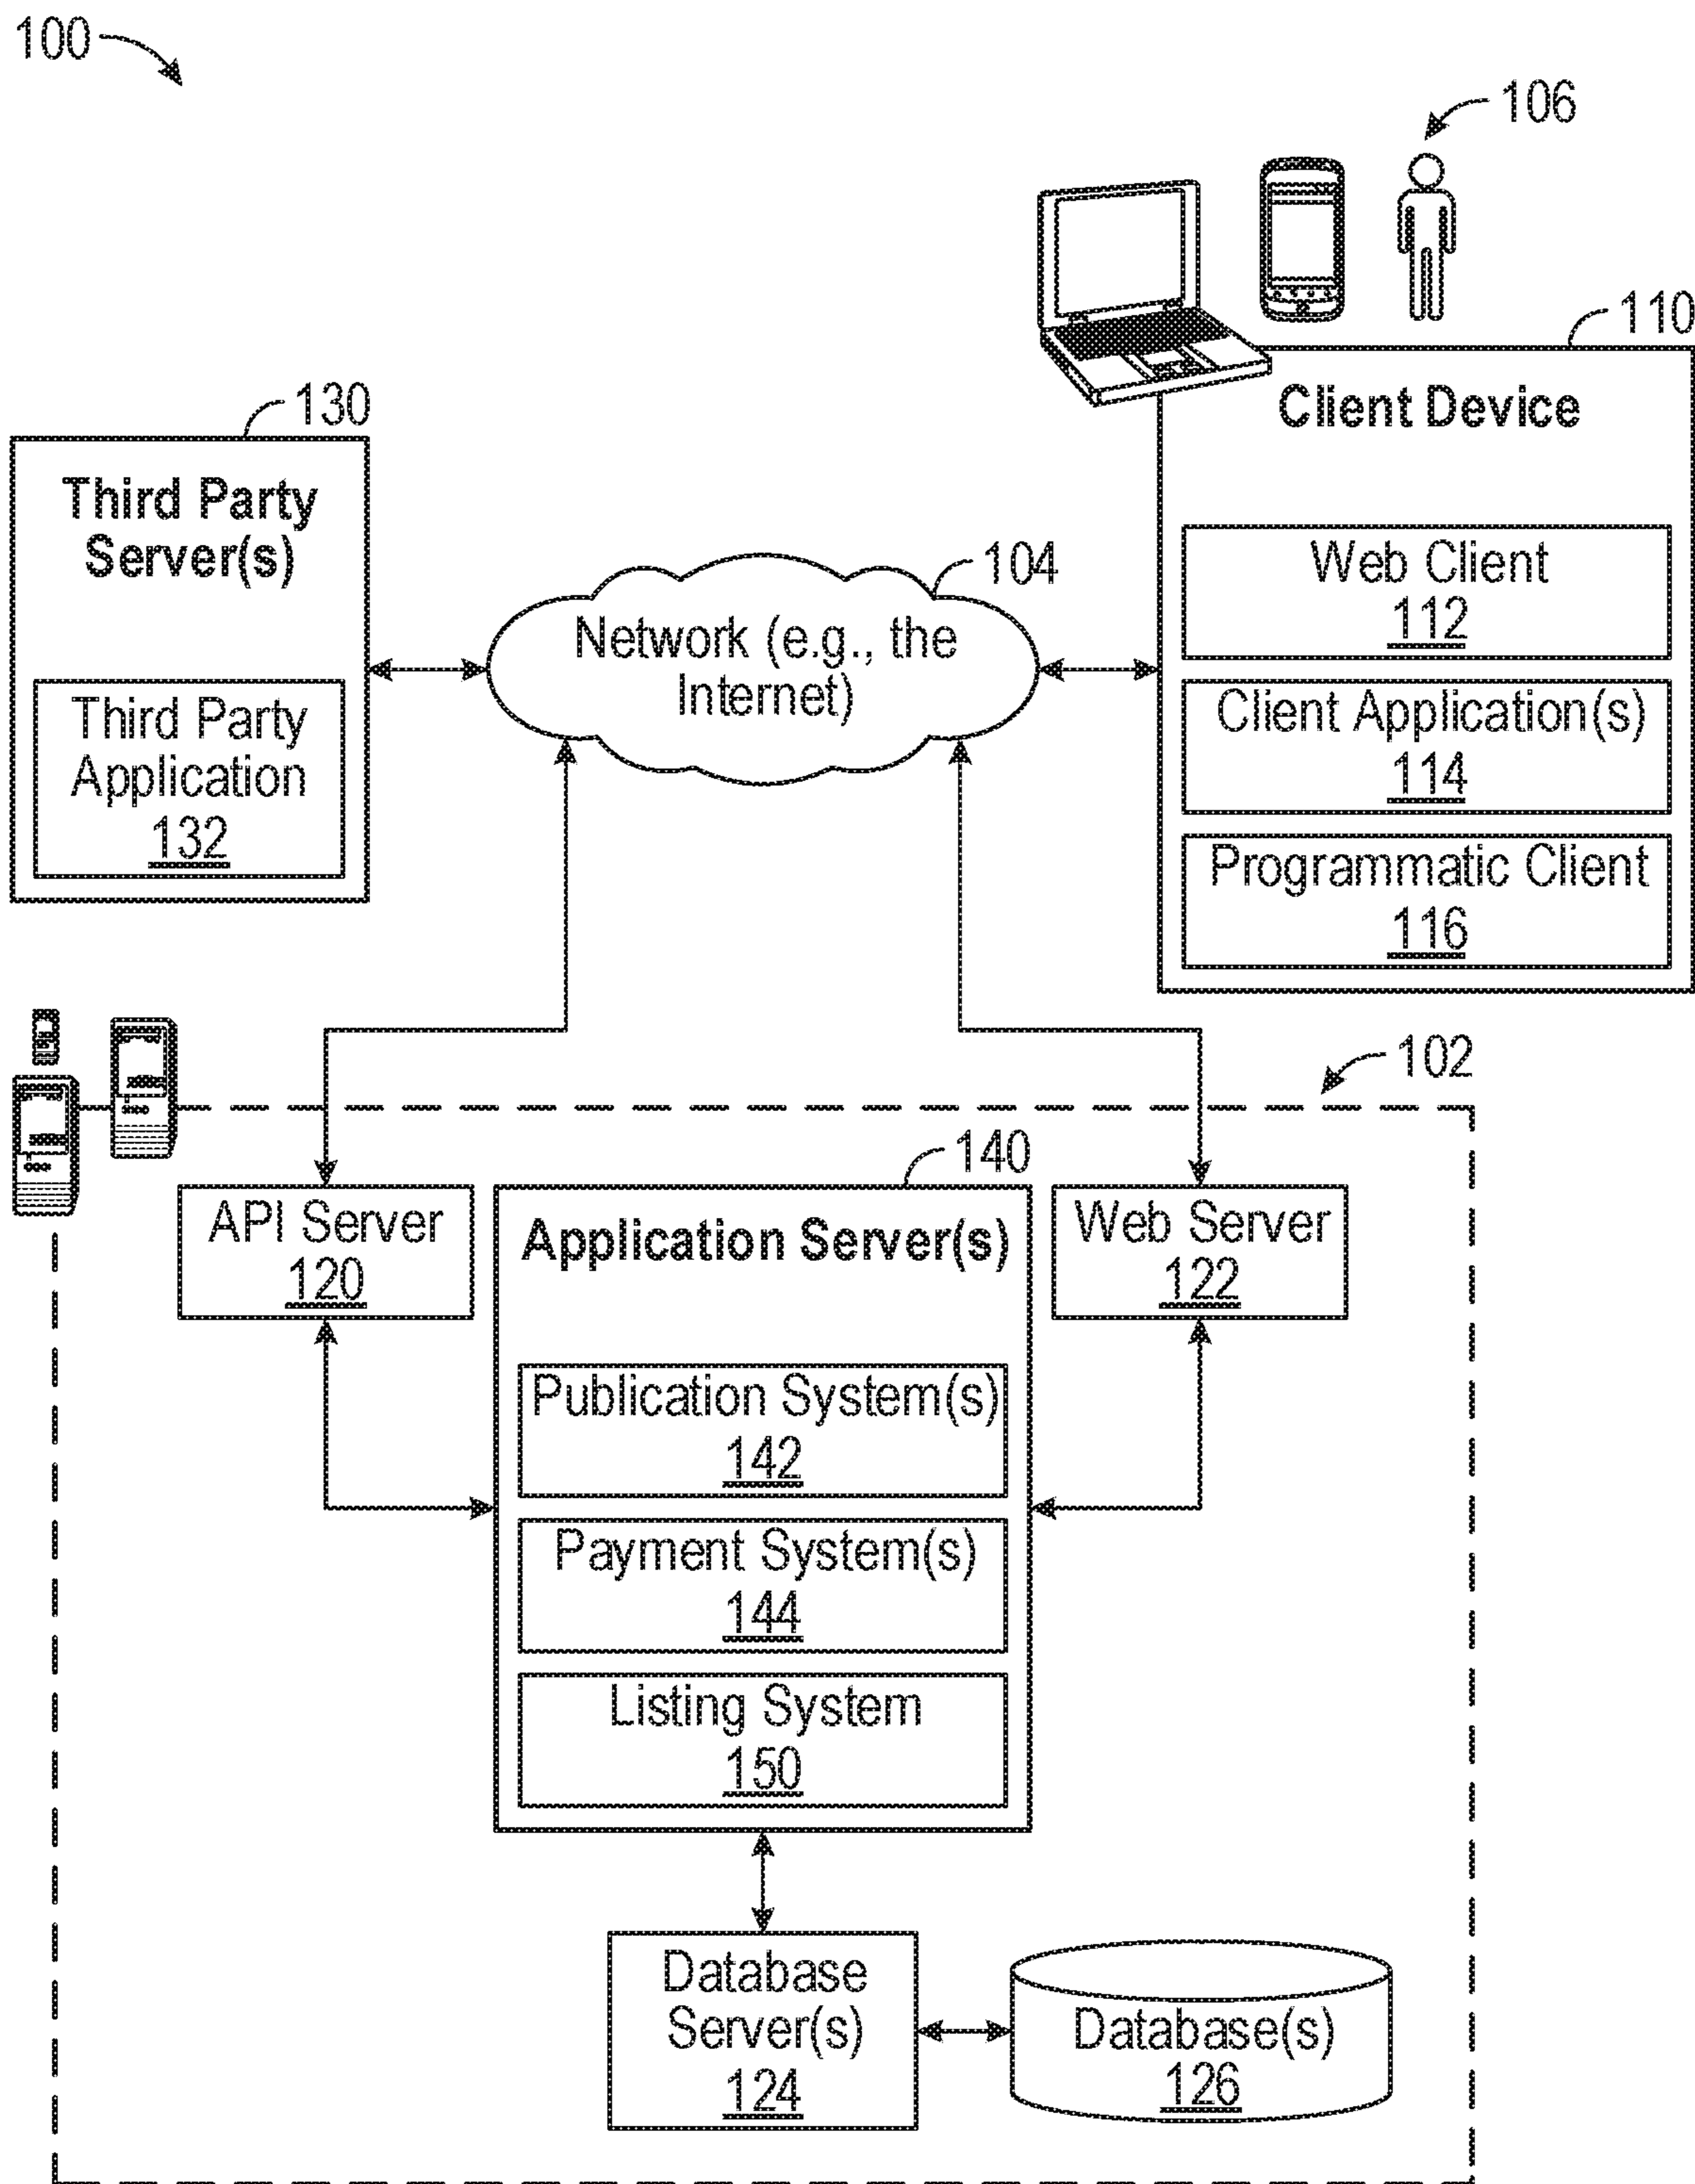 100
106
110
Client Device
130
Third Party
Server(s)
104
Web Client
112
Network (e.g., the
Internet)
Third Party
Application
132
Client Application(s)
114
Programmatic Client
116
102
140
API Server
120
Application Server(s)
Web Server
122
Publication System(s)
142
Payment System(s)
144
Listing System
150
Database
Server(s)
124
Database(s)
126